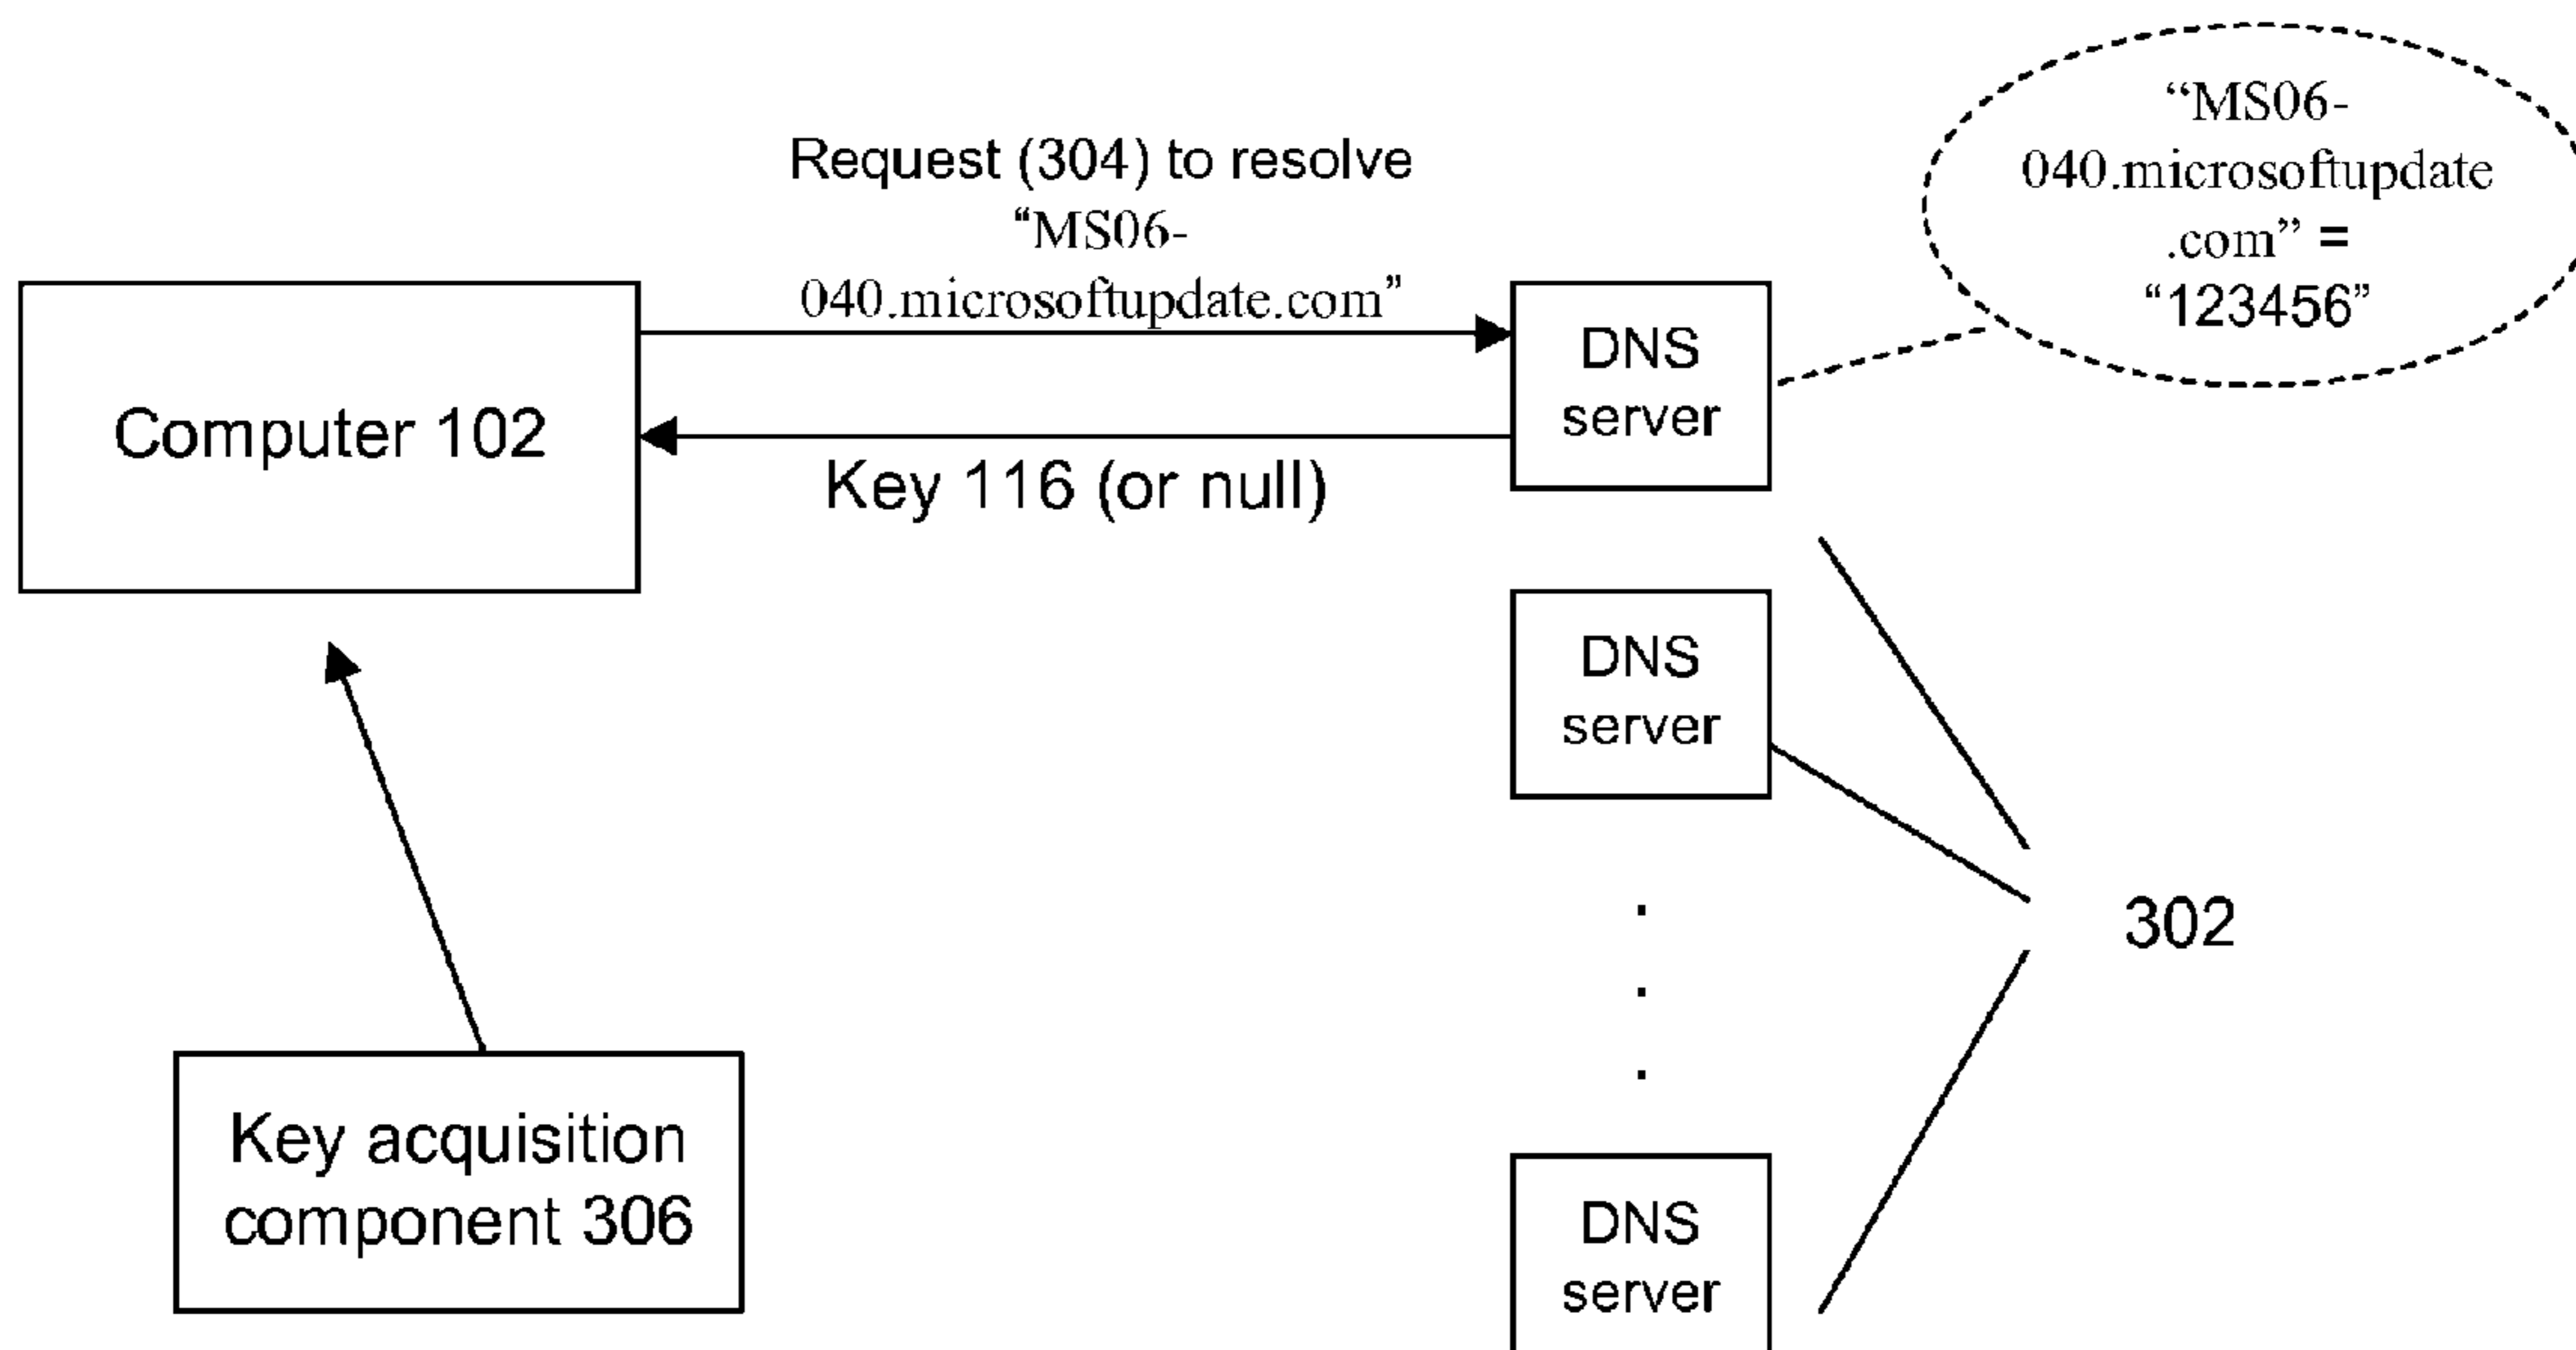 Request (304) to resolve
“MS06-
040.microsoftupdate.com”
“MS06-
040.microsoftupdate
.com” =
“123456”
Computer 102
DNS
server
Key 116 (or null)
DNS
server
.
.
.
302
Key acquisition
component 306
DNS
server